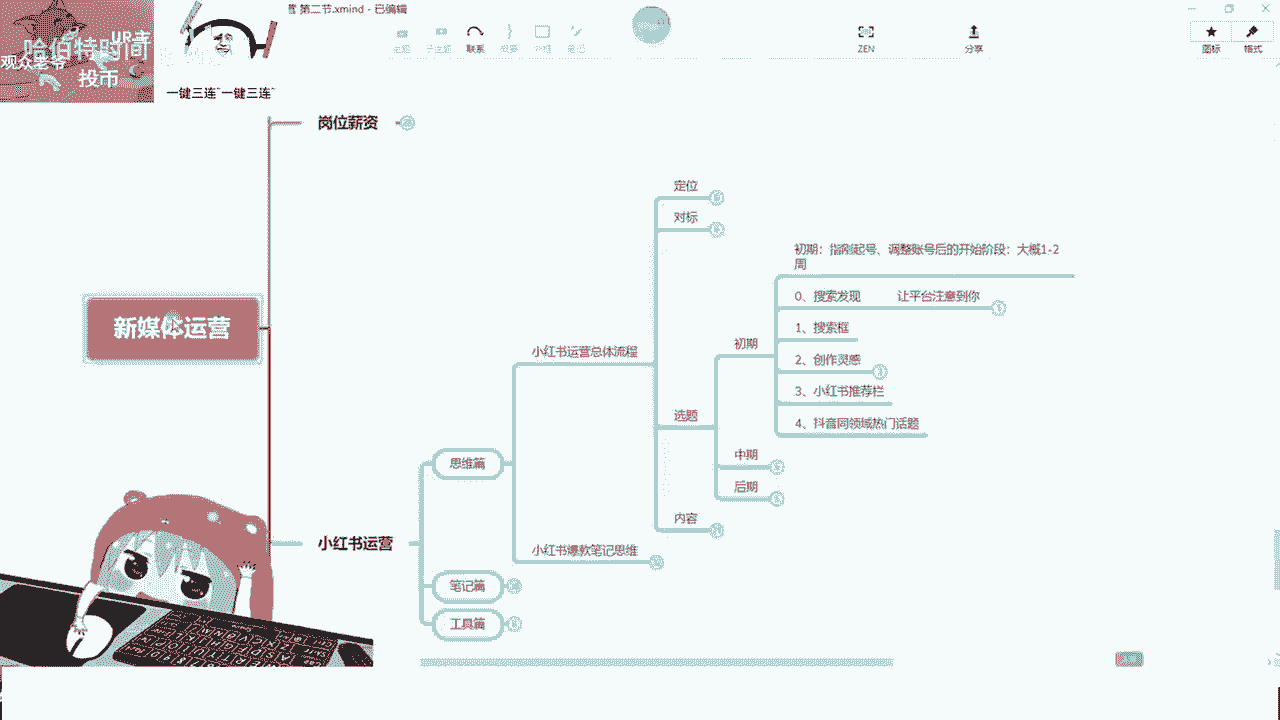 第二节.xmind - 已编辑
UP主
哈伯特时间
观众老爷
投币
一键三连~一键三连~
主题
子主题
联系
概要
外框
笔记
ZEN
分享
图标
格式
岗位薪资
定位
对标
初期：指刚起号、调整账号后的开始阶段：大概1-2
周
0、搜索发现 让平台注意到你
1、搜索框
新媒体运营
初期
小红书运营总体流程
2、创作灵感
3、小红书推荐栏
选题
4、抖音同领域热门话题
中期
思维篇
后期
内容
小红书运营
小红书爆款笔记思维
笔记篇
工具篇